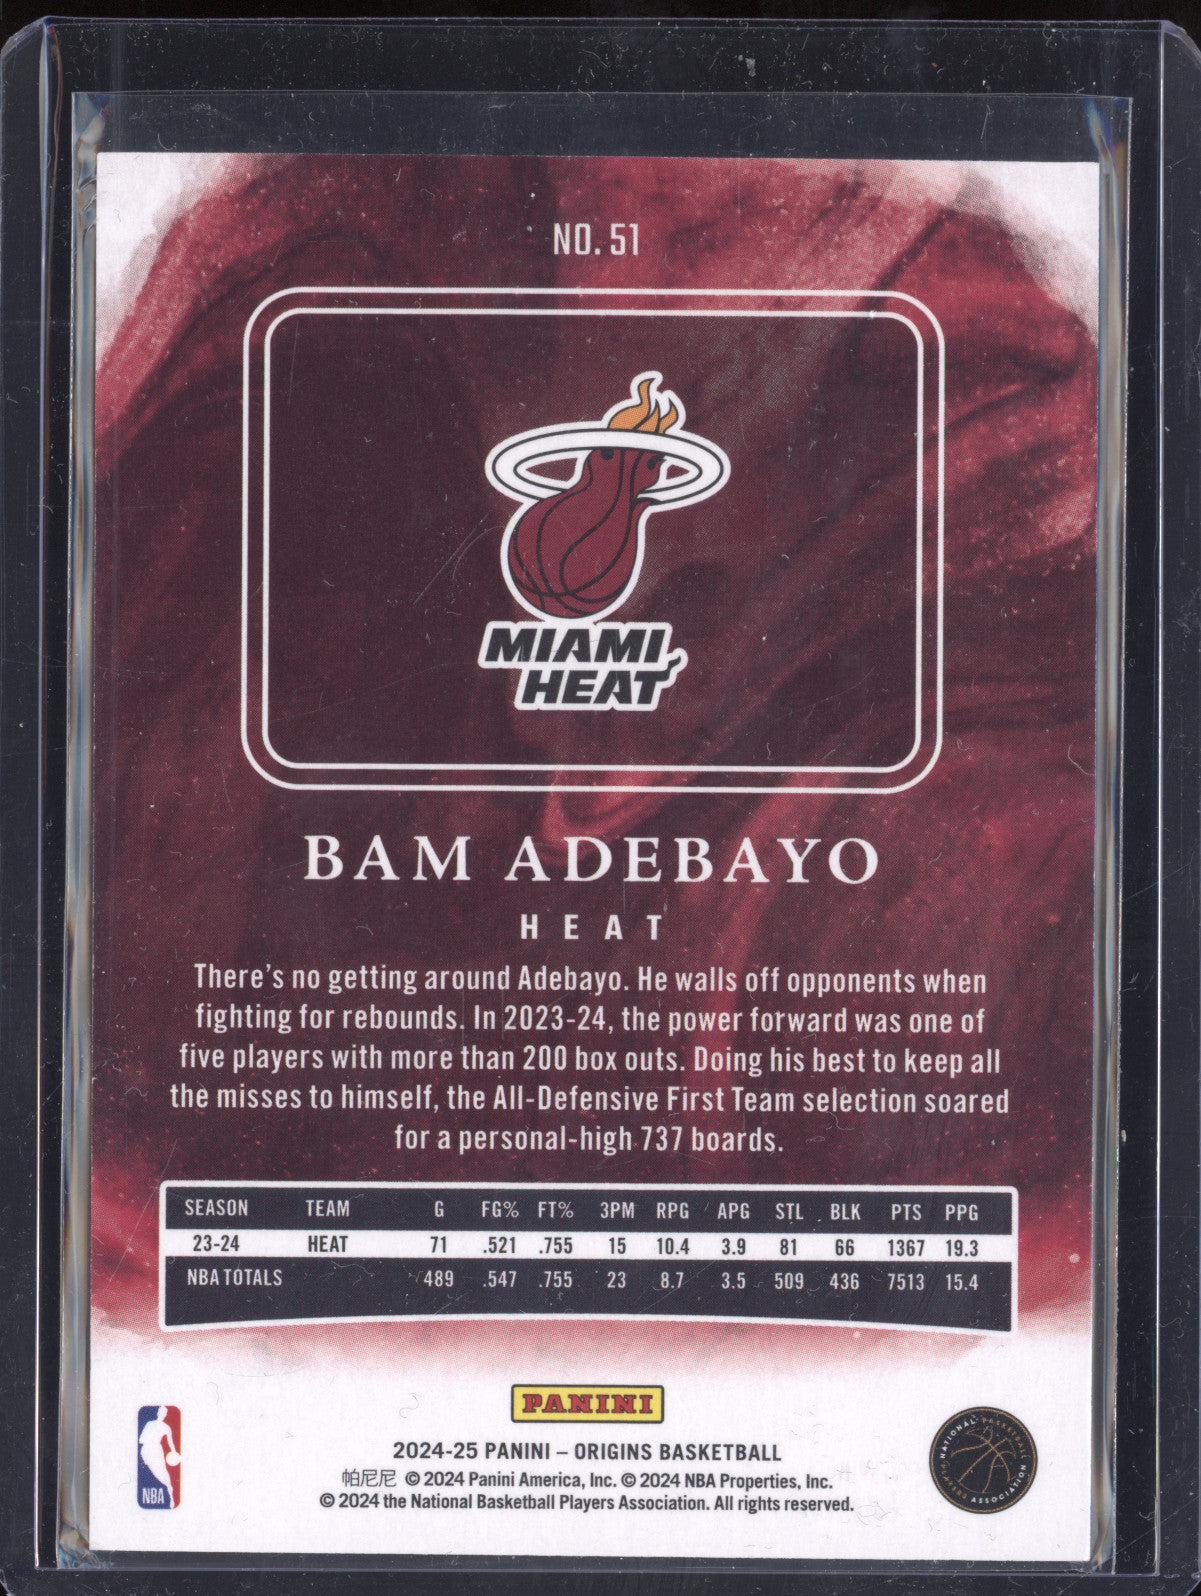 NO. 51
MIAMI
HEAT
BAM ADEBAYO
HEAT
There's no getting around Adebayo. He walls off opponents when
fighting for rebounds. In 2023-24, the power forward was one of
five players with more than 200 box outs. Doing his best to keep all
the misses to himself, the All-Defensive First Team selection soared
for a personal-high 737 boards.
SEASON TEAM G FG% FT% 3PM RPG APG STL BLK PTS PPG
23-24 HEAT 71 .521 .755 15 10.4 3.9 81 66 1367 19.3
NBA TOTALS 489 .547 .755 23 8.7 3.5 509 436 7513 15.4
PANINI
2024-25 PANINI – ORIGINS BASKETBALL
帕尼尼 © 2024 Panini America, Inc. © 2024 NBA Properties, Inc.
© 2024 the National Basketball Players Association. All rights reserved.
NBA
NATIONAL BASKETBALL
PLAYERS ASSOCIATION